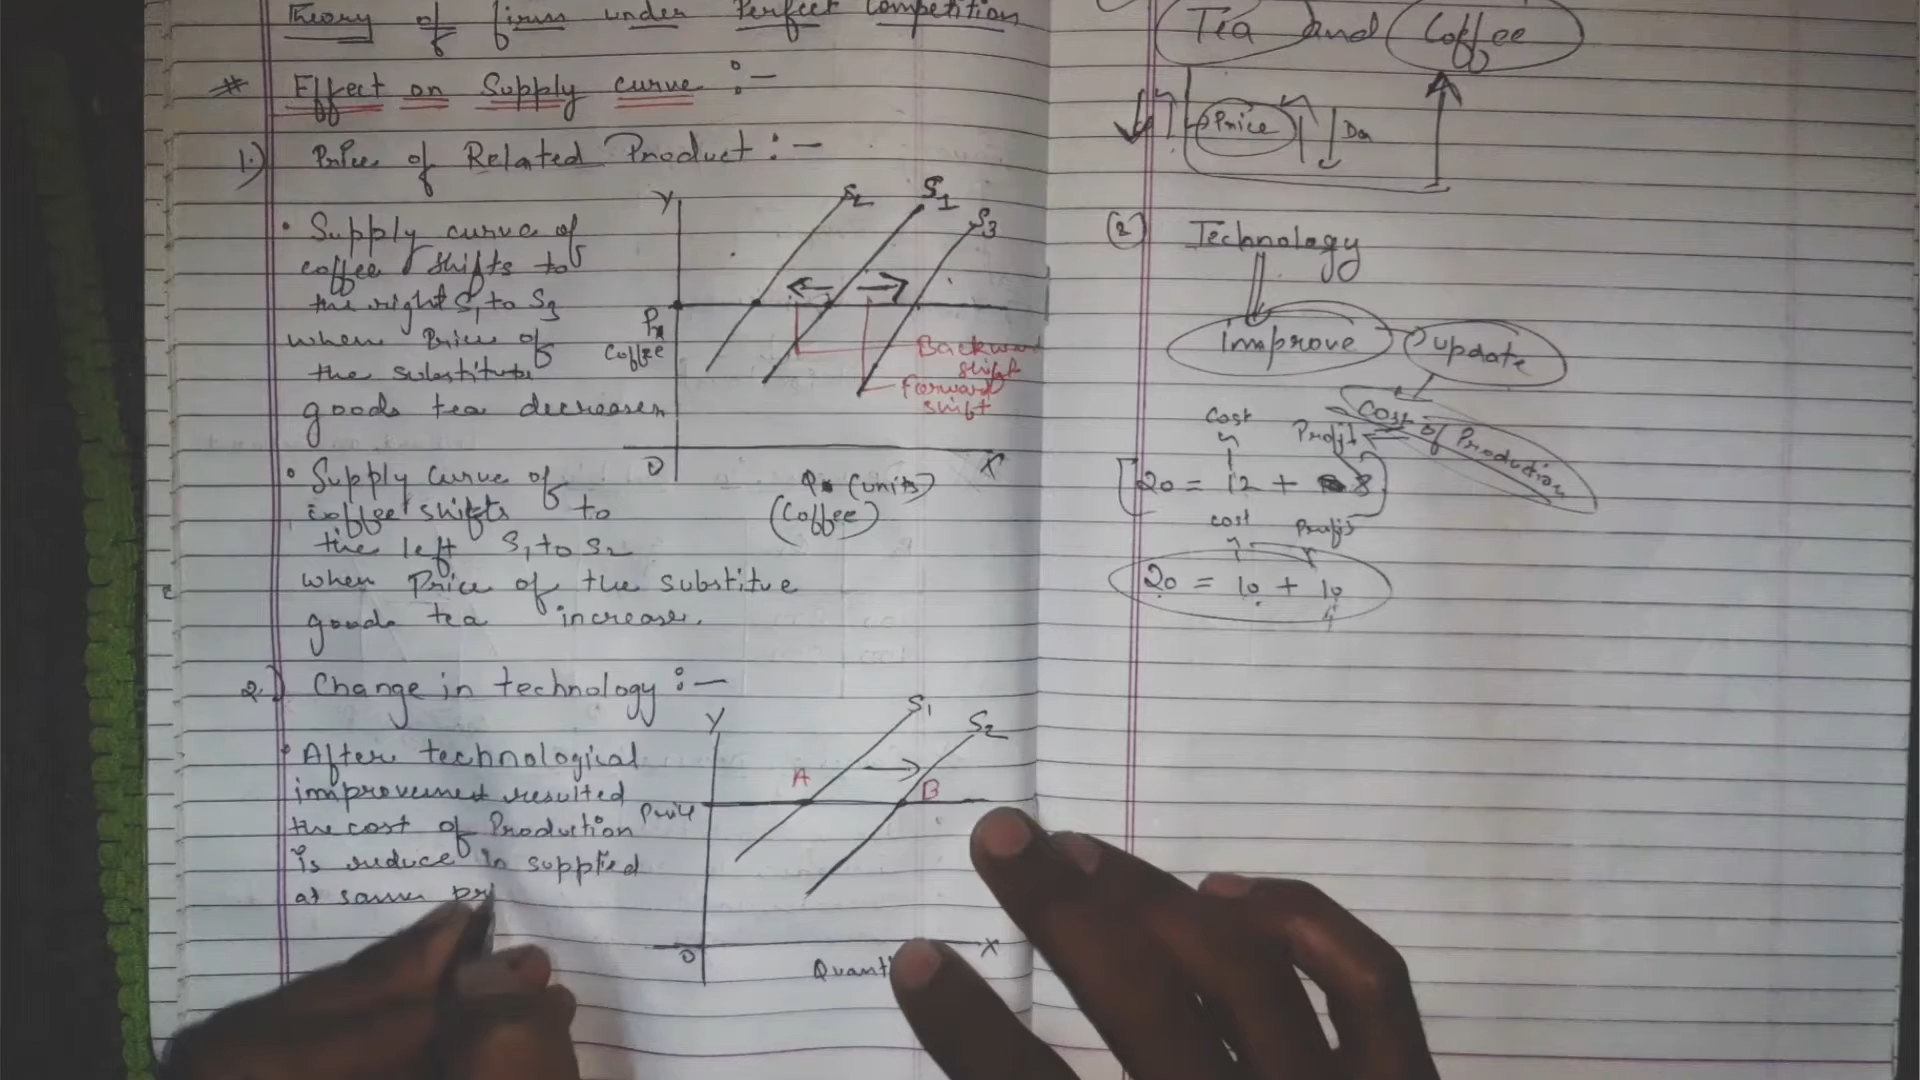 Theory of firms under Perfect Competition
# Effect on Supply curve :-
1.) Price of Related Product :-
• Supply curve of
coffee shifts to
the right S1 to S3
when Price of
the substitute
goods tea decreases
Y
S2
S1
S3
Px
Coffee
Backward
shift
Forward
shift
O
X
Q (units)
(Coffee)
• Supply curve of
coffee shifts to
the left S1 to S2
when Price of the substitue
goods tea increase.
2.) Change in technology :-
• After technological
improvement resulted
the cost of Production
is reduce in supplied
at same pr
Y
S1
S2
A
B
Price
O
X
Quant
Tea and Coffee
Price
(2) Technology
improve update
Cost of Production
Cost Profit
20 = 12 + 8
cost Profit
20 = 10 + 10